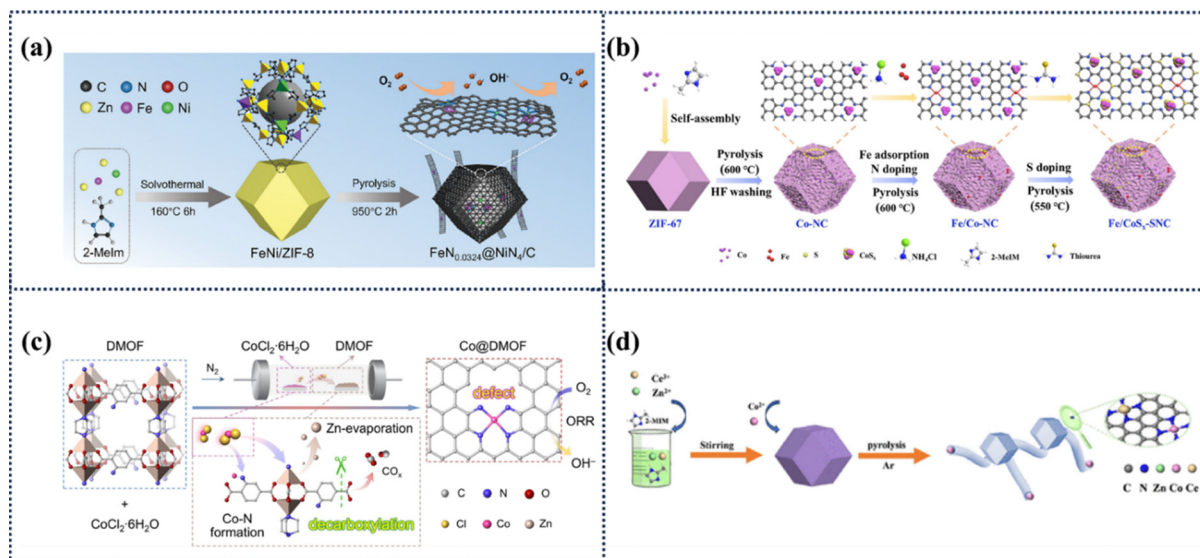 (a)
C N O
Zn Fe Ni
2-MeIm
Solvothermal
160°C 6h
FeNi/ZIF-8
Pyrolysis
950°C 2h
O₂ OH⁻ O₂
FeN₀.₀₃₂₄@NiN₄/C
(b)
Self-assembly
ZIF-67
Pyrolysis
(600 °C)
HF washing
Co-NC
Fe adsorption
N doping
Pyrolysis
(600 °C)
Fe/Co-NC
S doping
Pyrolysis
(550 °C)
Fe/CoSₓ-SNC
Co Fe S CoSₓ NH₄Cl 2-MeIM Thiourea
(c)
DMOF
+
CoCl₂·6H₂O
N₂
CoCl₂·6H₂O DMOF
Zn-evaporation
COₓ
Co-N
formation
decarboxylation
Co@DMOF
defect
O₂
ORR
OH⁻
C N O
Cl Co Zn
(d)
Ce³⁺
Zn²⁺
2-MIM
Stirring
Co²⁺
pyrolysis
Ar
C N Zn Co Ce